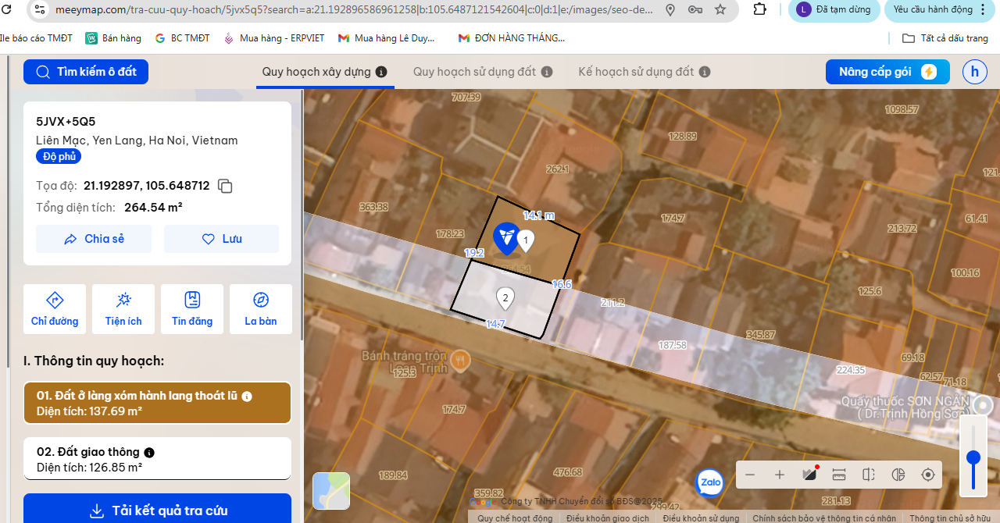 meeymap.com/tra-cuu-quy-hoach/5jvx5q5?search=a:21.192896586961258|b:105.6487121542604|c:0|d:1|e:/images/seo-de...
L Đã tạm dừng
Yêu cầu hành động
Ile báo cáo TMĐT
Bán hàng
BC TMĐT
Mua hàng - ERPVIET
Mua hàng Lê Duy...
ĐƠN HÀNG THÁNG...
Tất cả dấu trang
Tìm kiếm ô đất
Quy hoạch xây dựng
Quy hoạch sử dụng đất
Kế hoạch sử dụng đất
Nâng cấp gói
h
5JVX+5Q5
Liên Mạc, Yen Lang, Ha Noi, Vietnam
Độ phủ
Tọa độ: 21.192897, 105.648712
Tổng diện tích: 264.54 m²
Chia sẻ
Lưu
Chỉ đường
Tiện ích
Tin đăng
La bàn
I. Thông tin quy hoạch:
01. Đất ở làng xóm hành lang thoát lũ
Diện tích: 137.69 m²
02. Đất giao thông
Diện tích: 126.85 m²
Tải kết quả tra cứu
707.39
1098.57
128.89
262.1
121.
363.38
14.1 m
178.23
174.7
213.72
61.41
1
19.2
264.54
100.16
16.6
125.6
2
211.2
14.7
345.87
187.58
69.18
Bánh tráng trộn
Loan Trịnh
125.3
224.35
62.57
71.18
174.7
Quầy thuốc SƠN NGÂN
( Dr.Trịnh Hồng Sơn)
189.84
476.68
Zalo
359.82
Google
Công ty TNHH Chuyển đổi số BĐS@2025
799.42
281.13
Quy chế hoạt động
Điều khoản giao dịch
Điều khoản sử dụng
Chính sách bảo vệ thông tin cá nhân
Thông tin chủ sở hữu